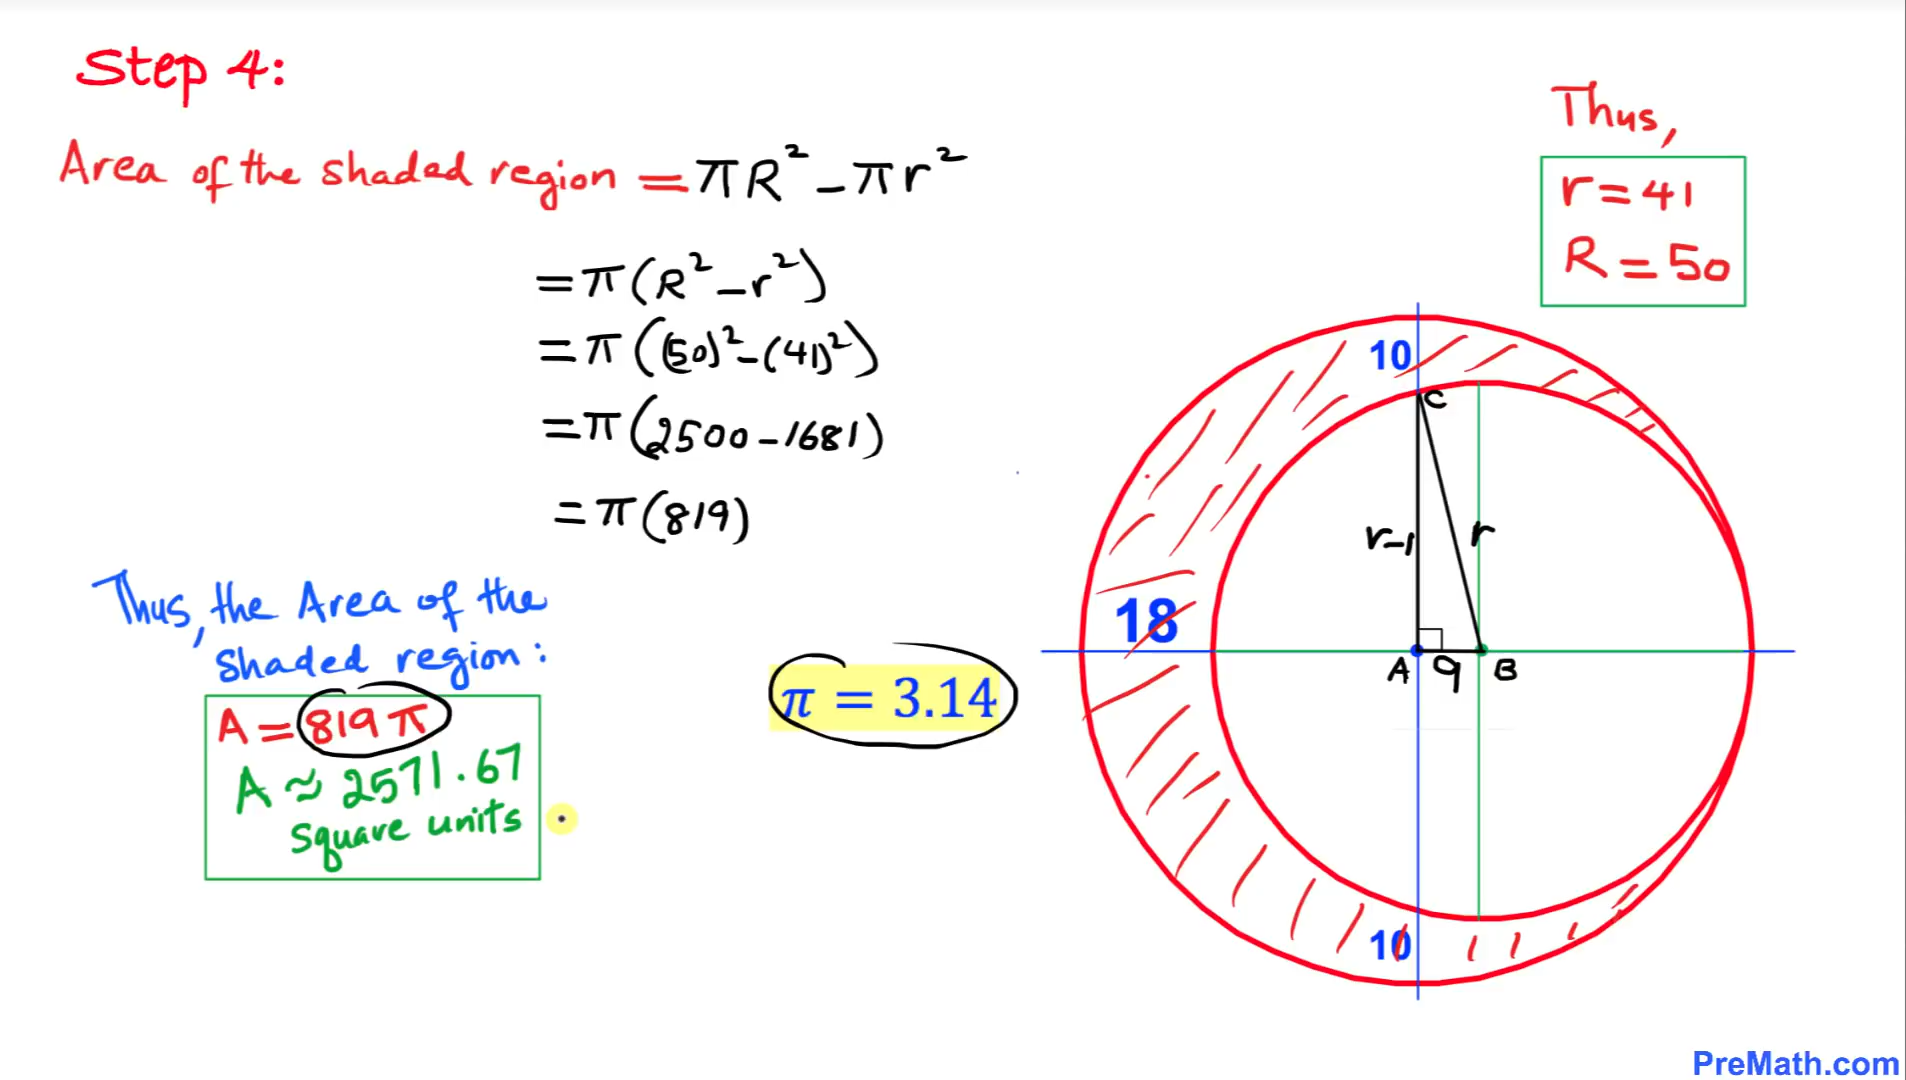 Step 4:
Area of the shaded region = πR² - πr²
= π(R² - r²)
= π((50)² - (41)²)
= π(2500 - 1681)
= π(819)
Thus, the Area of the
shaded region:
A = 819π
A ≈ 2571.67
square units
π = 3.14
Thus,
r = 41
R = 50
10
C
r-1
r
18
A
9
B
10
PreMath.com